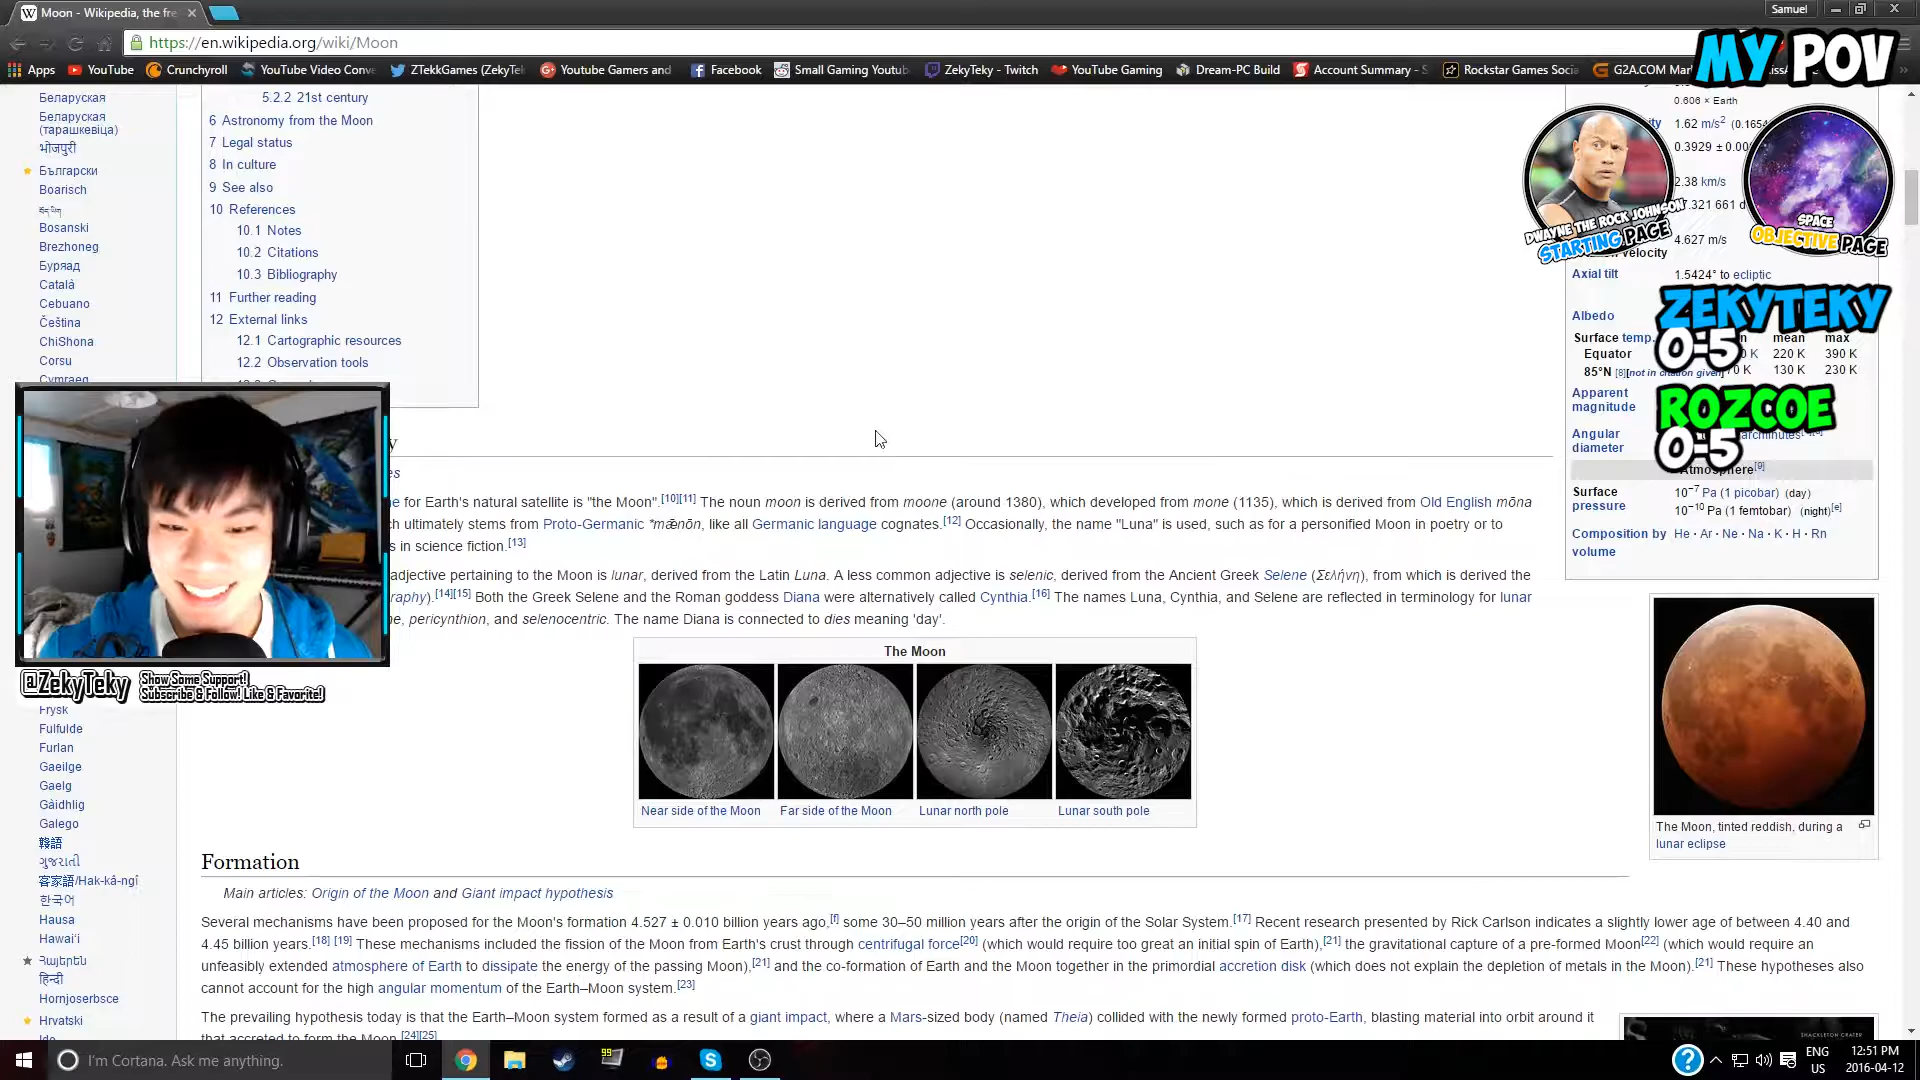 Moon - Wikipedia, the fre
Samuel
https://en.wikipedia.org/wiki/Moon
Apps YouTube Crunchyroll YouTube Video Conv ZTekkGames (ZekyTek Youtube Gamers and Facebook Small Gaming Youtub ZekyTeky - Twitch YouTube Gaming Dream-PC Build Account Summary - S Rockstar Games Socia G2A.COM Mark
MY POV
Беларуская
Беларуская
(тарашкевіца)
भोजपुरी
Български
Boarisch
བོད་ཡིག
Bosanski
Brezhoneg
Буряад
Català
Cebuano
Čeština
ChiShona
Corsu
Cymraeg
5.2.2 21st century
6 Astronomy from the Moon
7 Legal status
8 In culture
9 See also
10 References
10.1 Notes
10.2 Citations
10.3 Bibliography
11 Further reading
12 External links
12.1 Cartographic resources
12.2 Observation tools
0.606 × Earth
1.62 m/s² (0.1654
0.3929 ± 0.00
2.38 km/s
4.627 m/s
velocity
DWAYNE THE ROCK JOHNSON
STARTING PAGE
SPACE
OBJECTIVE PAGE
Axial tilt 1.5424° to ecliptic
ZEKYTEKY
0:5
ROZCOE
0:5
Albedo
Surface temp. mean max
Equator K 220 K 390 K
85°N [8][not in citation given] 70 K 130 K 230 K
Apparent
magnitude
Angular
diameter
arcminutes
Atmosphere[9]
Surface
pressure
10⁻⁷ Pa (1 picobar) (day)
10⁻¹⁰ Pa (1 femtobar) (night)[e]
Composition by
volume
He · Ar · Ne · Na · K · H · Rn
for Earth's natural satellite is "the Moon".[10][11] The noun moon is derived from moone (around 1380), which developed from mone (1135), which is derived from Old English mōna
ultimately stems from Proto-Germanic *mǣnōn, like all Germanic language cognates.[12] Occasionally, the name "Luna" is used, such as for a personified Moon in poetry or to
s in science fiction.[13]
adjective pertaining to the Moon is lunar, derived from the Latin Luna. A less common adjective is selenic, derived from the Ancient Greek Selene (Σελήνη), from which is derived the
raphy).[14][15] Both the Greek Selene and the Roman goddess Diana were alternatively called Cynthia.[16] The names Luna, Cynthia, and Selene are reflected in terminology for lunar
e, pericynthion, and selenocentric. The name Diana is connected to dies meaning 'day'.
The Moon
Near side of the Moon Far side of the Moon Lunar north pole Lunar south pole
The Moon, tinted reddish, during a
lunar eclipse
@ZekyTeky
Show Some Support!
Subscribe & Follow! Like & Favorite!
Frysk
Fulfulde
Furlan
Gaeilge
Gaelg
Gàidhlig
Galego
贛語
ગુજરાતી
客家語/Hak-kâ-ngî
한국어
Hausa
Hawai'i
Հայերեն
हिन्दी
Hornjoserbsce
Hrvatski
Ido
Formation
Main articles: Origin of the Moon and Giant impact hypothesis
Several mechanisms have been proposed for the Moon's formation 4.527 ± 0.010 billion years ago,[f] some 30–50 million years after the origin of the Solar System.[17] Recent research presented by Rick Carlson indicates a slightly lower age of between 4.40 and
4.45 billion years.[18] [19] These mechanisms included the fission of the Moon from Earth's crust through centrifugal force[20] (which would require too great an initial spin of Earth),[21] the gravitational capture of a pre-formed Moon[22] (which would require an
unfeasibly extended atmosphere of Earth to dissipate the energy of the passing Moon),[21] and the co-formation of Earth and the Moon together in the primordial accretion disk (which does not explain the depletion of metals in the Moon).[21] These hypotheses also
cannot account for the high angular momentum of the Earth–Moon system.[23]
The prevailing hypothesis today is that the Earth–Moon system formed as a result of a giant impact, where a Mars-sized body (named Theia) collided with the newly formed proto-Earth, blasting material into orbit around it
that accreted to form the Moon.[24][25]
SHACKLETON CRATER
I'm Cortana. Ask me anything.
ENG
US
12:51 PM
2016-04-12